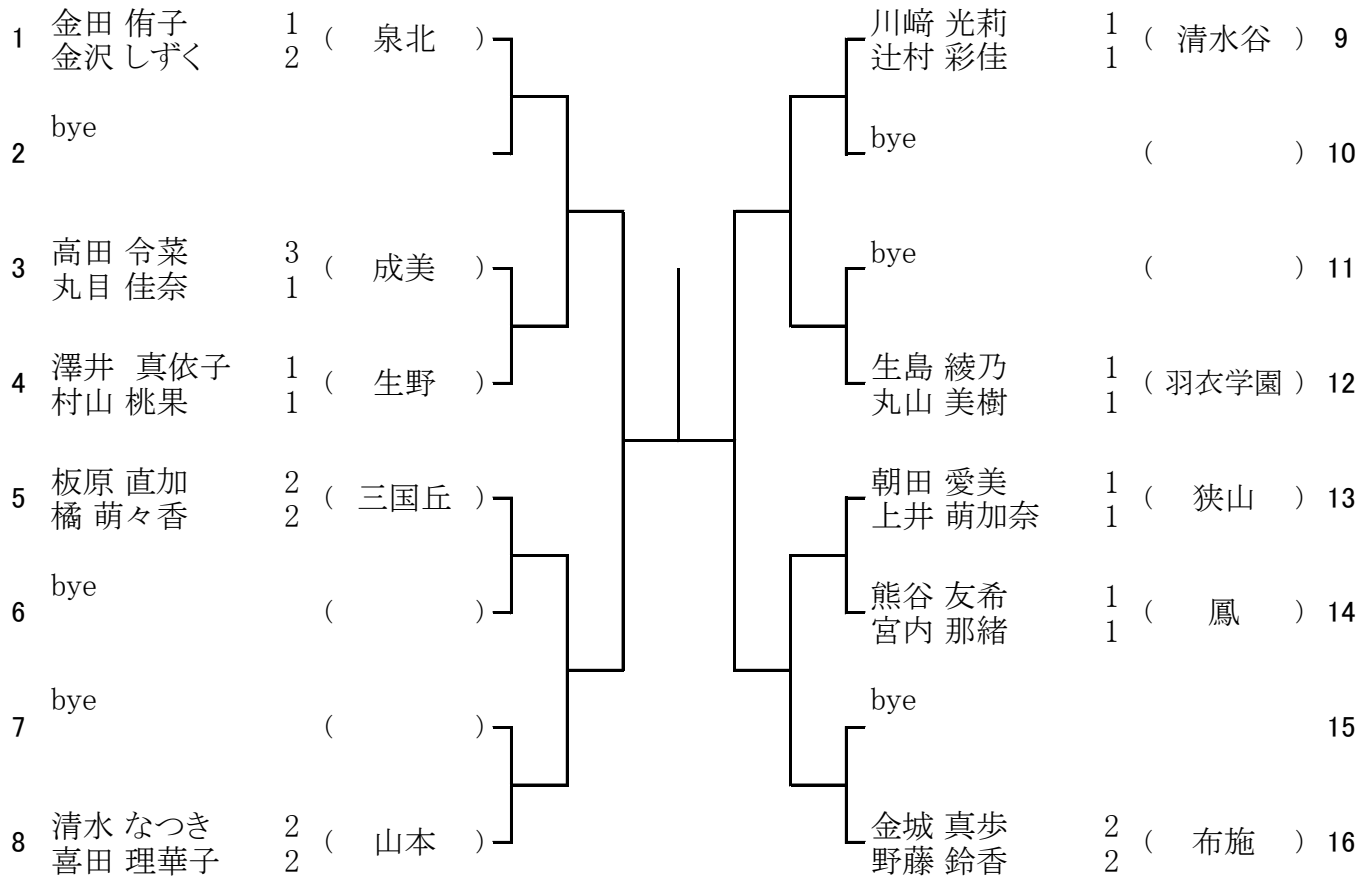 1 金田 侑子 1 ( 泉北 )
金沢 しずく 2
bye
2
3 高田 令菜 3 ( 成美 )
丸目 佳奈 1
4 澤井 真依子 1 ( 生野 )
村山 桃果 1
5 板原 直加 2 ( 三国丘 )
橘 萌々香 2
bye
6 ( )
bye
7 ( )
8 清水 なつき 2 ( 山本 )
喜田 理華子 2
川﨑 光莉 1 ( 清水谷 ) 9
辻村 彩佳 1
bye ( ) 10
bye ( ) 11
生島 綾乃 1 ( 羽衣学園 ) 12
丸山 美樹 1
朝田 愛美 1 ( 狭山 ) 13
上井 萌加奈 1
熊谷 友希 1 ( 鳳 ) 14
宮内 那緒 1
bye
15
金城 真歩 2 ( 布施 ) 16
野藤 鈴香 2